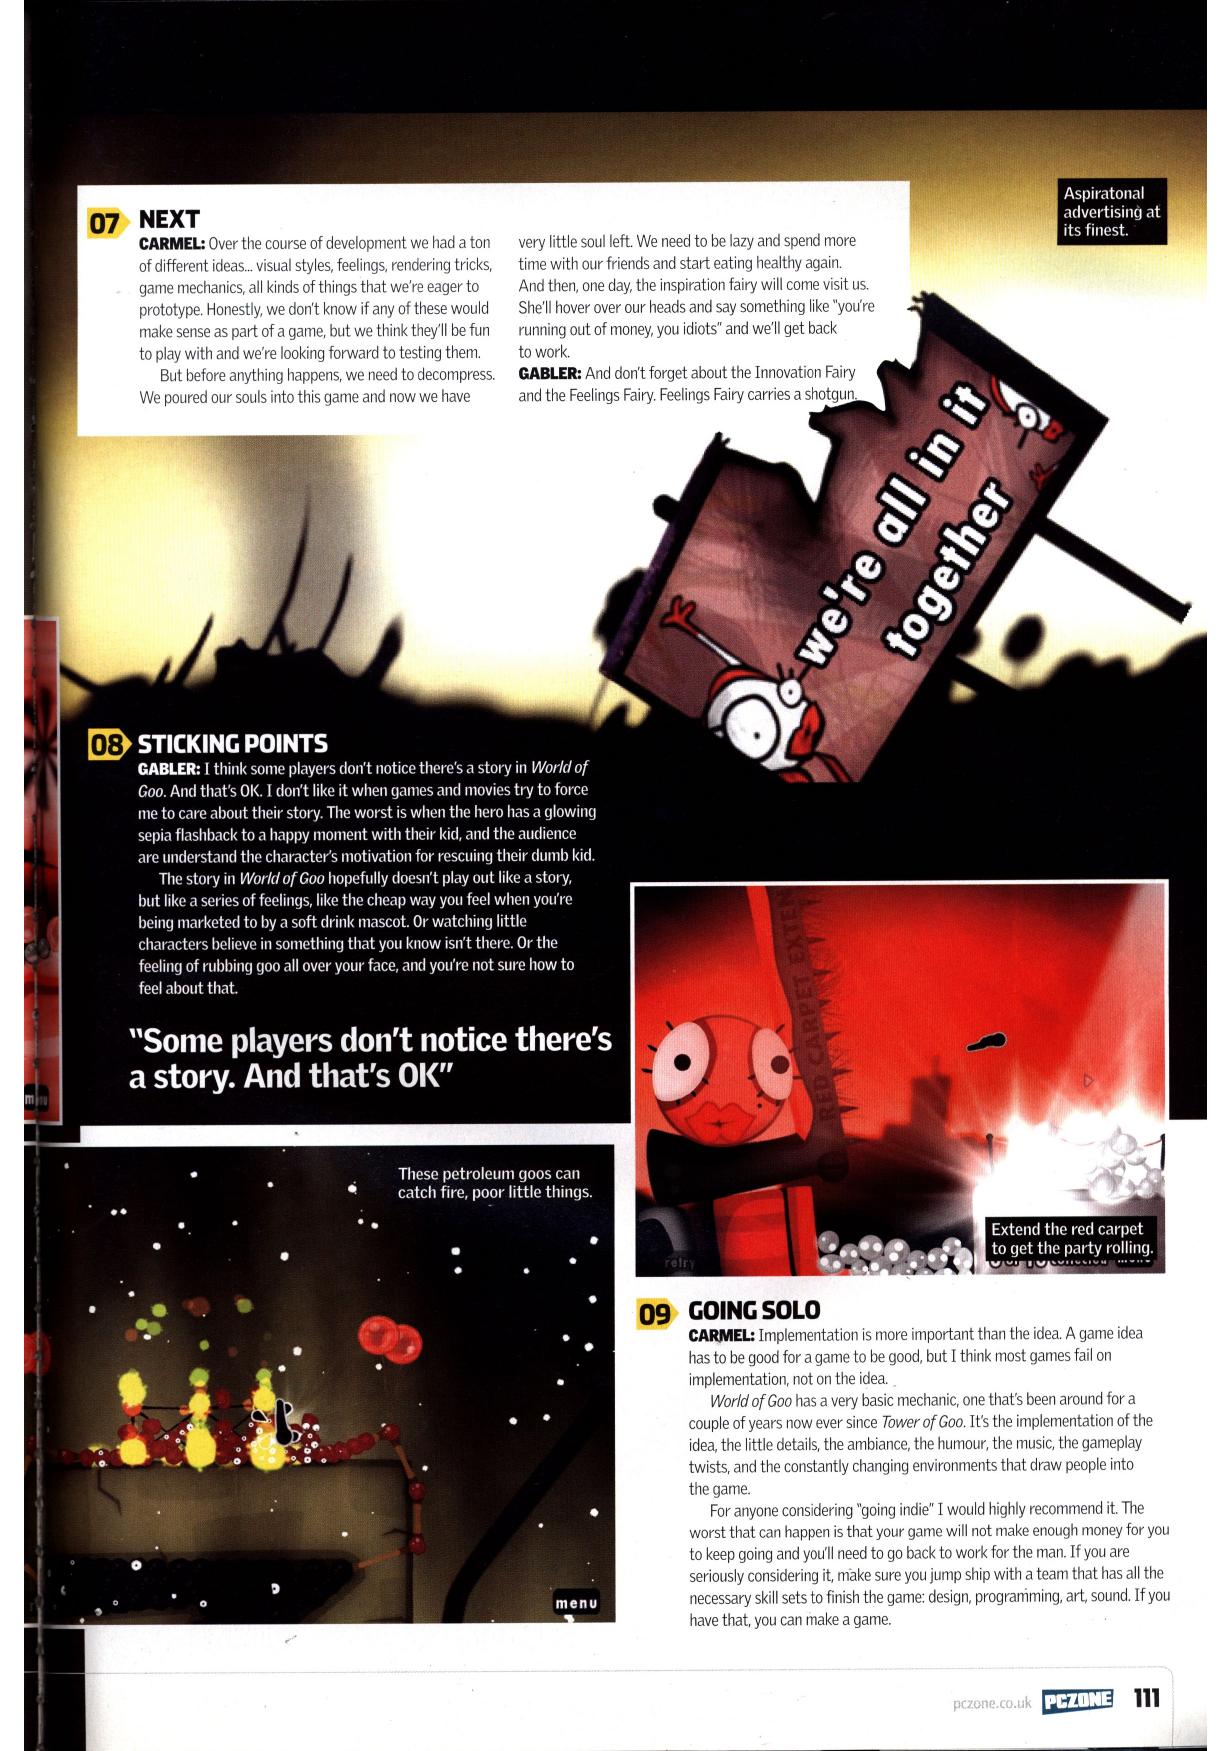 Aspiratonal
advertising at
its finest.
07 NEXT
CARMEL: Over the course of development we had a ton
of different ideas... visual styles, feelings, rendering tricks,
game mechanics, all kinds of things that we're eager to
prototype. Honestly, we don't know if any of these would
make sense as part of a game, but we think they'll be fun
to play with and we're looking forward to testing them.
But before anything happens, we need to decompress.
We poured our souls into this game and now we have
very little soul left. We need to be lazy and spend more
time with our friends and start eating healthy again.
And then, one day, the inspiration fairy will come visit us.
She'll hover over our heads and say something like "you're
running out of money, you idiots" and we'll get back
to work.
GABLER: And don't forget about the Innovation Fairy
and the Feelings Fairy. Feelings Fairy carries a shotgun.
we're all in it
together
08 STICKING POINTS
GABLER: I think some players don't notice there's a story in World of
Goo. And that's OK. I don't like it when games and movies try to force
me to care about their story. The worst is when the hero has a glowing
sepia flashback to a happy moment with their kid, and the audience
are understand the character's motivation for rescuing their dumb kid.
The story in World of Goo hopefully doesn't play out like a story,
but like a series of feelings, like the cheap way you feel when you're
being marketed to by a soft drink mascot. Or watching little
characters believe in something that you know isn't there. Or the
feeling of rubbing goo all over your face, and you're not sure how to
feel about that.
"Some players don't notice there's
a story. And that's OK"
RED CARPET EXTEN
Extend the red carpet
to get the party rolling.
retry
These petroleum goos can
catch fire, poor little things.
menu
09 GOING SOLO
CARMEL: Implementation is more important than the idea. A game idea
has to be good for a game to be good, but I think most games fail on
implementation, not on the idea.
World of Goo has a very basic mechanic, one that's been around for a
couple of years now ever since Tower of Goo. It's the implementation of the
idea, the little details, the ambiance, the humour, the music, the gameplay
twists, and the constantly changing environments that draw people into
the game.
For anyone considering "going indie" I would highly recommend it. The
worst that can happen is that your game will not make enough money for you
to keep going and you'll need to go back to work for the man. If you are
seriously considering it, make sure you jump ship with a team that has all the
necessary skill sets to finish the game: design, programming, art, sound. If you
have that, you can make a game.
pczone.co.uk PCZONE 111